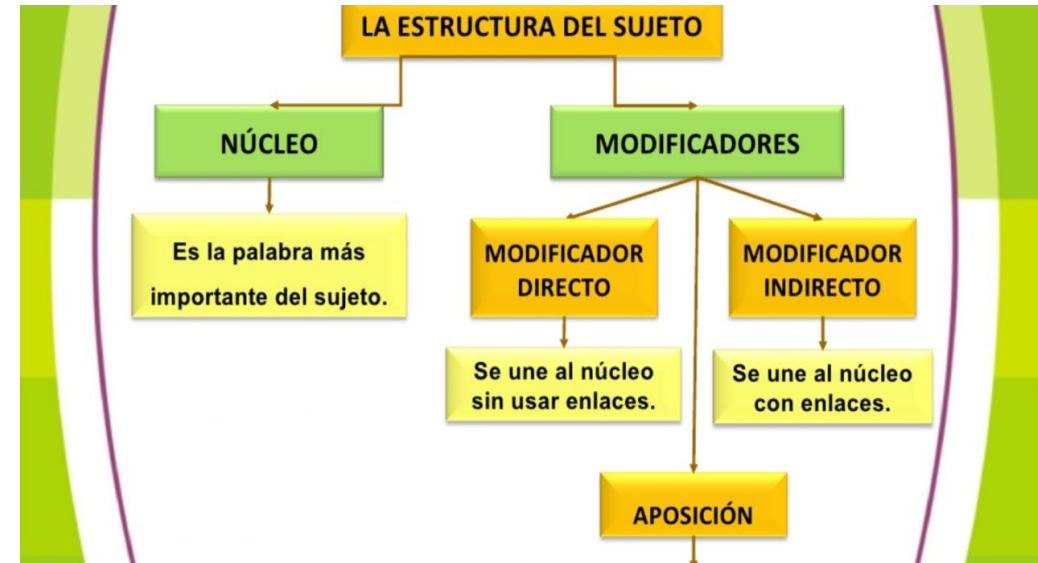 LA ESTRUCTURA DEL SUJETO
NÚCLEO
MODIFICADORES
Es la palabra más
importante del sujeto.
MODIFICADOR
DIRECTO
MODIFICADOR
INDIRECTO
Se une al núcleo
sin usar enlaces.
Se une al núcleo
con enlaces.
APOSICIÓN